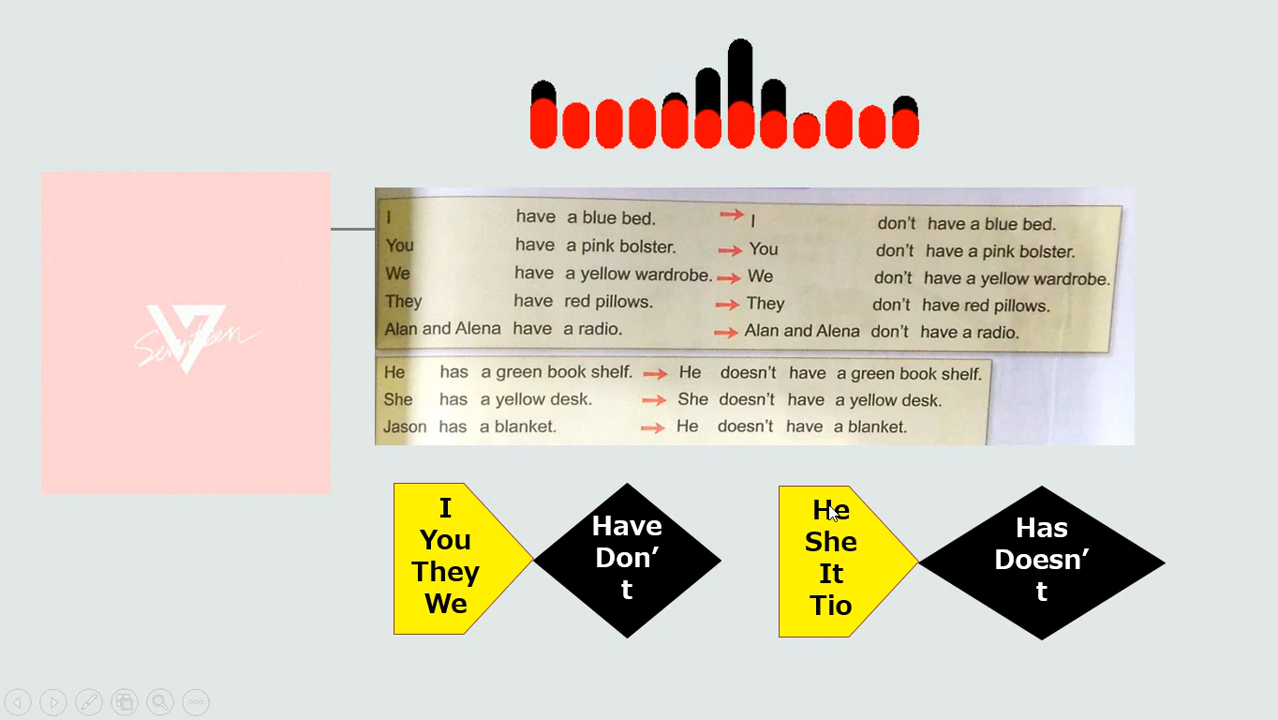 Seventeen
I have a blue bed. → I don't have a blue bed.
You have a pink bolster. → You don't have a pink bolster.
We have a yellow wardrobe. → We don't have a yellow wardrobe.
They have red pillows. → They don't have red pillows.
Alan and Alena have a radio. → Alan and Alena don't have a radio.
He has a green book shelf. → He doesn't have a green book shelf.
She has a yellow desk. → She doesn't have a yellow desk.
Jason has a blanket. → He doesn't have a blanket.
I
You
They
We
Have
Don’
t
He
She
It
Tio
Has
Doesn’
t